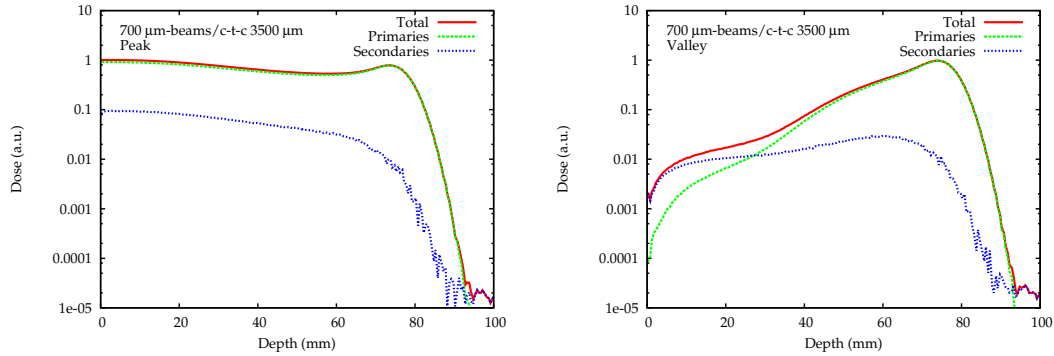 700 µm-beams/c-t-c 3500 µm
Peak
Total
Primaries
Secondaries
Dose (a.u.)
10
1
0.1
0.01
0.001
0.0001
1e-05
0
20
40
60
80
100
Depth (mm)
700 µm-beams/c-t-c 3500 µm
Valley
Total
Primaries
Secondaries
Dose (a.u.)
10
1
0.1
0.01
0.001
0.0001
1e-05
0
20
40
60
80
100
Depth (mm)